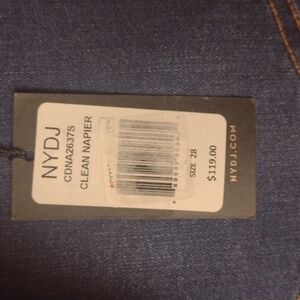 NYDJ
CDNA2637S
CLEAN NAPIER
SIZE 28
$119.00
NYDJ.COM